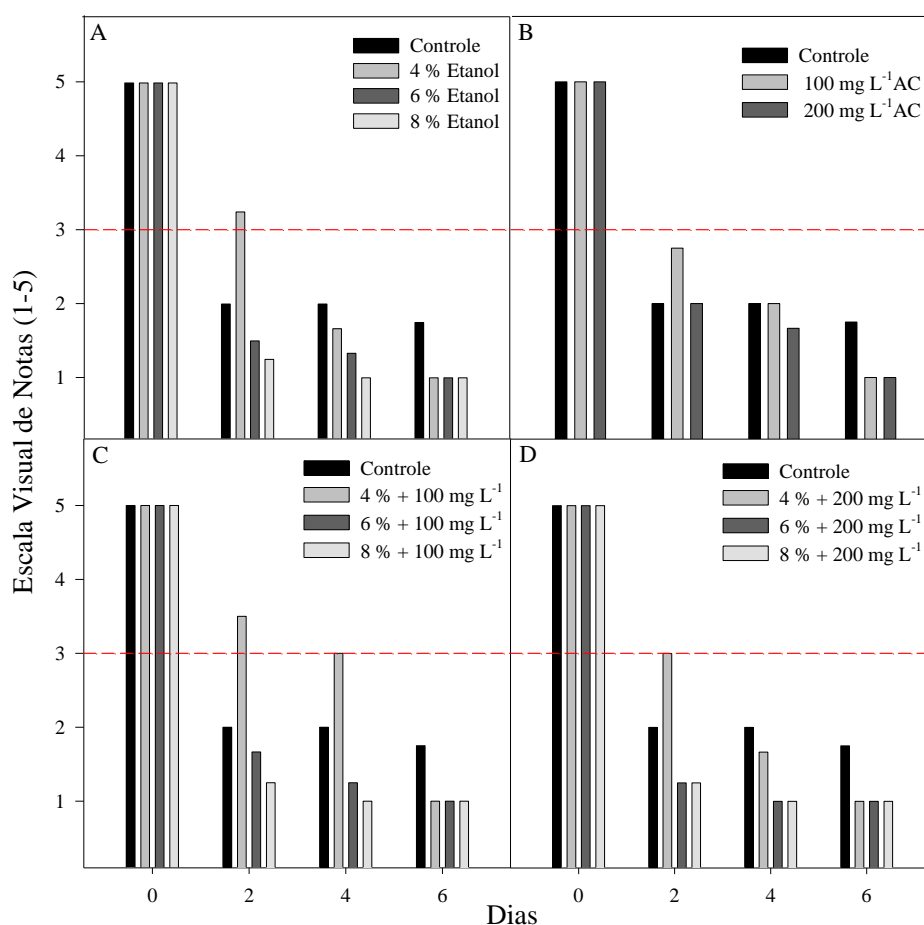 Escala Visual de Notas (1-5)
A
Controle
4 % Etanol
6 % Etanol
8 % Etanol
5
4
3
2
1
B
Controle
100 mg L⁻¹AC
200 mg L⁻¹AC
C
Controle
4 % + 100 mg L⁻¹
6 % + 100 mg L⁻¹
8 % + 100 mg L⁻¹
5
4
3
2
1
0 2 4 6
D
Controle
4 % + 200 mg L⁻¹
6 % + 200 mg L⁻¹
8 % + 200 mg L⁻¹
0 2 4 6
Dias